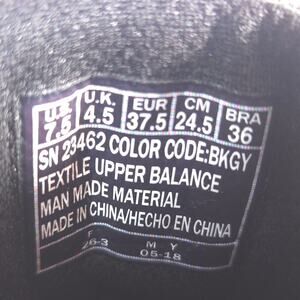 U.S. U.K. EUR CM BRA
7.5 4.5 37.5 24.5 36
SN 23462 COLOR CODE:BKGY
TEXTILE UPPER BALANCE
MAN MADE MATERIAL
MADE IN CHINA/HECHO EN CHINA
F M Y
26-3 05-18